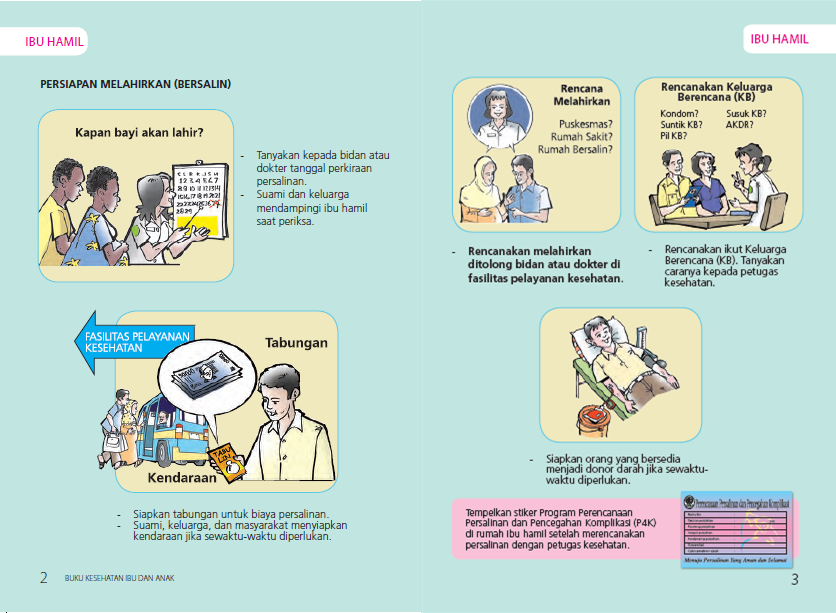 IBU HAMIL
PERSIAPAN MELAHIRKAN (BERSALIN)
Kapan bayi akan lahir?
- Tanyakan kepada bidan atau
dokter tanggal perkiraan
persalinan.
- Suami dan keluarga
mendampingi ibu hamil
saat periksa.
FASILITAS PELAYANAN
KESEHATAN
Tabungan
TABU
LIN
Kendaraan
- Siapkan tabungan untuk biaya persalinan.
- Suami, keluarga, dan masyarakat menyiapkan
kendaraan jika sewaktu-waktu diperlukan.
2 BUKU KESEHATAN IBU DAN ANAK
IBU HAMIL
Rencana
Melahirkan
Puskesmas?
Rumah Sakit?
Rumah Bersalin?
- Rencanakan melahirkan
ditolong bidan atau dokter di
fasilitas pelayanan kesehatan.
Rencanakan Keluarga
Berencana (KB)
Kondom? Susuk KB?
Suntik KB? AKDR?
Pil KB?
- Rencanakan ikut Keluarga
Berencana (KB). Tanyakan
caranya kepada petugas
kesehatan.
- Siapkan orang yang bersedia
menjadi donor darah jika sewaktu-
waktu diperlukan.
Tempelkan stiker Program Perencanaan
Persalinan dan Pencegahan Komplikasi (P4K)
di rumah ibu hamil setelah merencanakan
persalinan dengan petugas kesehatan.
Perencanaan Persalinan dan Pencegahan Komplikasi
Menuju Persalinan Yang Aman dan Selamat
3